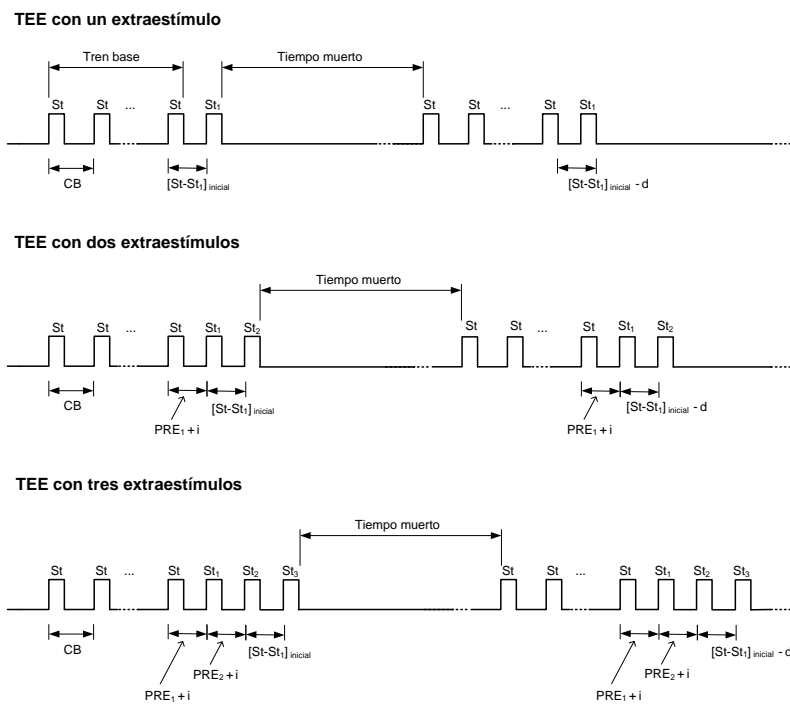 TEE con un extraestímulo
Tren base
Tiempo muerto
St St ... St St₁ St St ... St St₁
CB
[St-St₁] inicial
[St-St₁] inicial - d
TEE con dos extraestímulos
Tiempo muerto
St St ... St St₁ St₂ St St ... St St₁ St₂
CB
[St-St₁] inicial
[St-St₁] inicial - d
PRE₁ + i
PRE₁ + i
TEE con tres extraestímulos
Tiempo muerto
St St ... St St₁ St₂ St₃ St St ... St St₁ St₂ St₃
CB
[St-St₁] inicial
[St-St₁] inicial - d
PRE₂ + i
PRE₂ + i
PRE₁ + i
PRE₁ + i